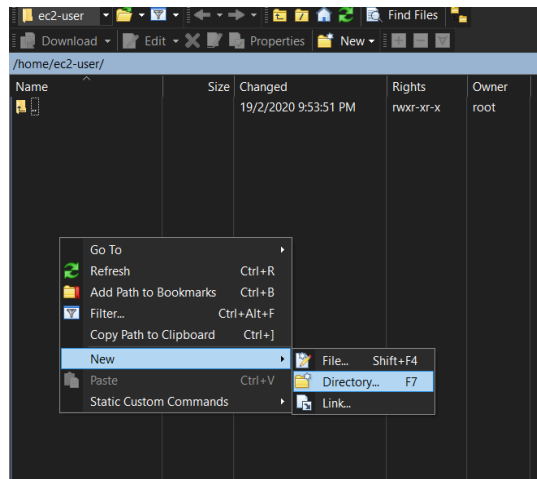 ec2-user Find Files
Download Edit Properties New
/home/ec2-user/
Name Size Changed Rights Owner
.. 19/2/2020 9:53:51 PM rwxr-xr-x root
Go To
Refresh Ctrl+R
Add Path to Bookmarks Ctrl+B
Filter... Ctrl+Alt+F
Copy Path to Clipboard Ctrl+]
New File... Shift+F4
Paste Ctrl+V Directory... F7
Static Custom Commands Link...